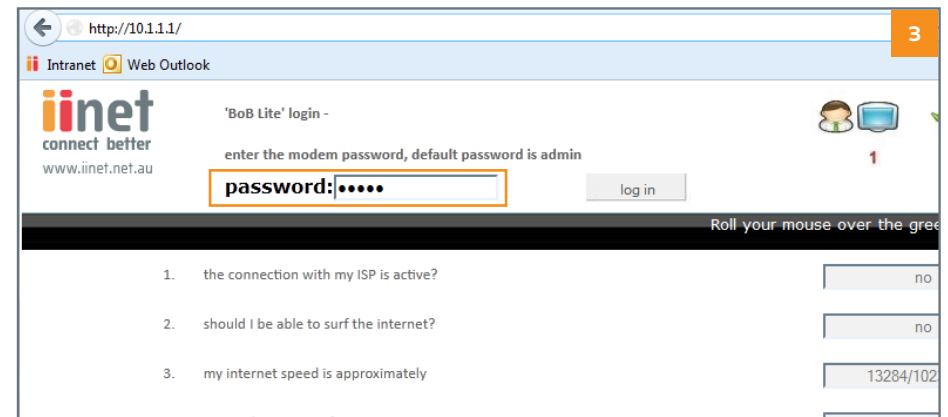 http://10.1.1.1/
3
Intranet Web Outlook
iinet
connect better
www.iinet.net.au
'BoB Lite' login -
enter the modem password, default password is admin
1
password:•••••
log in
Roll your mouse over the gree
1. the connection with my ISP is active? no
2. should I be able to surf the internet? no
3. my internet speed is approximately 13284/102